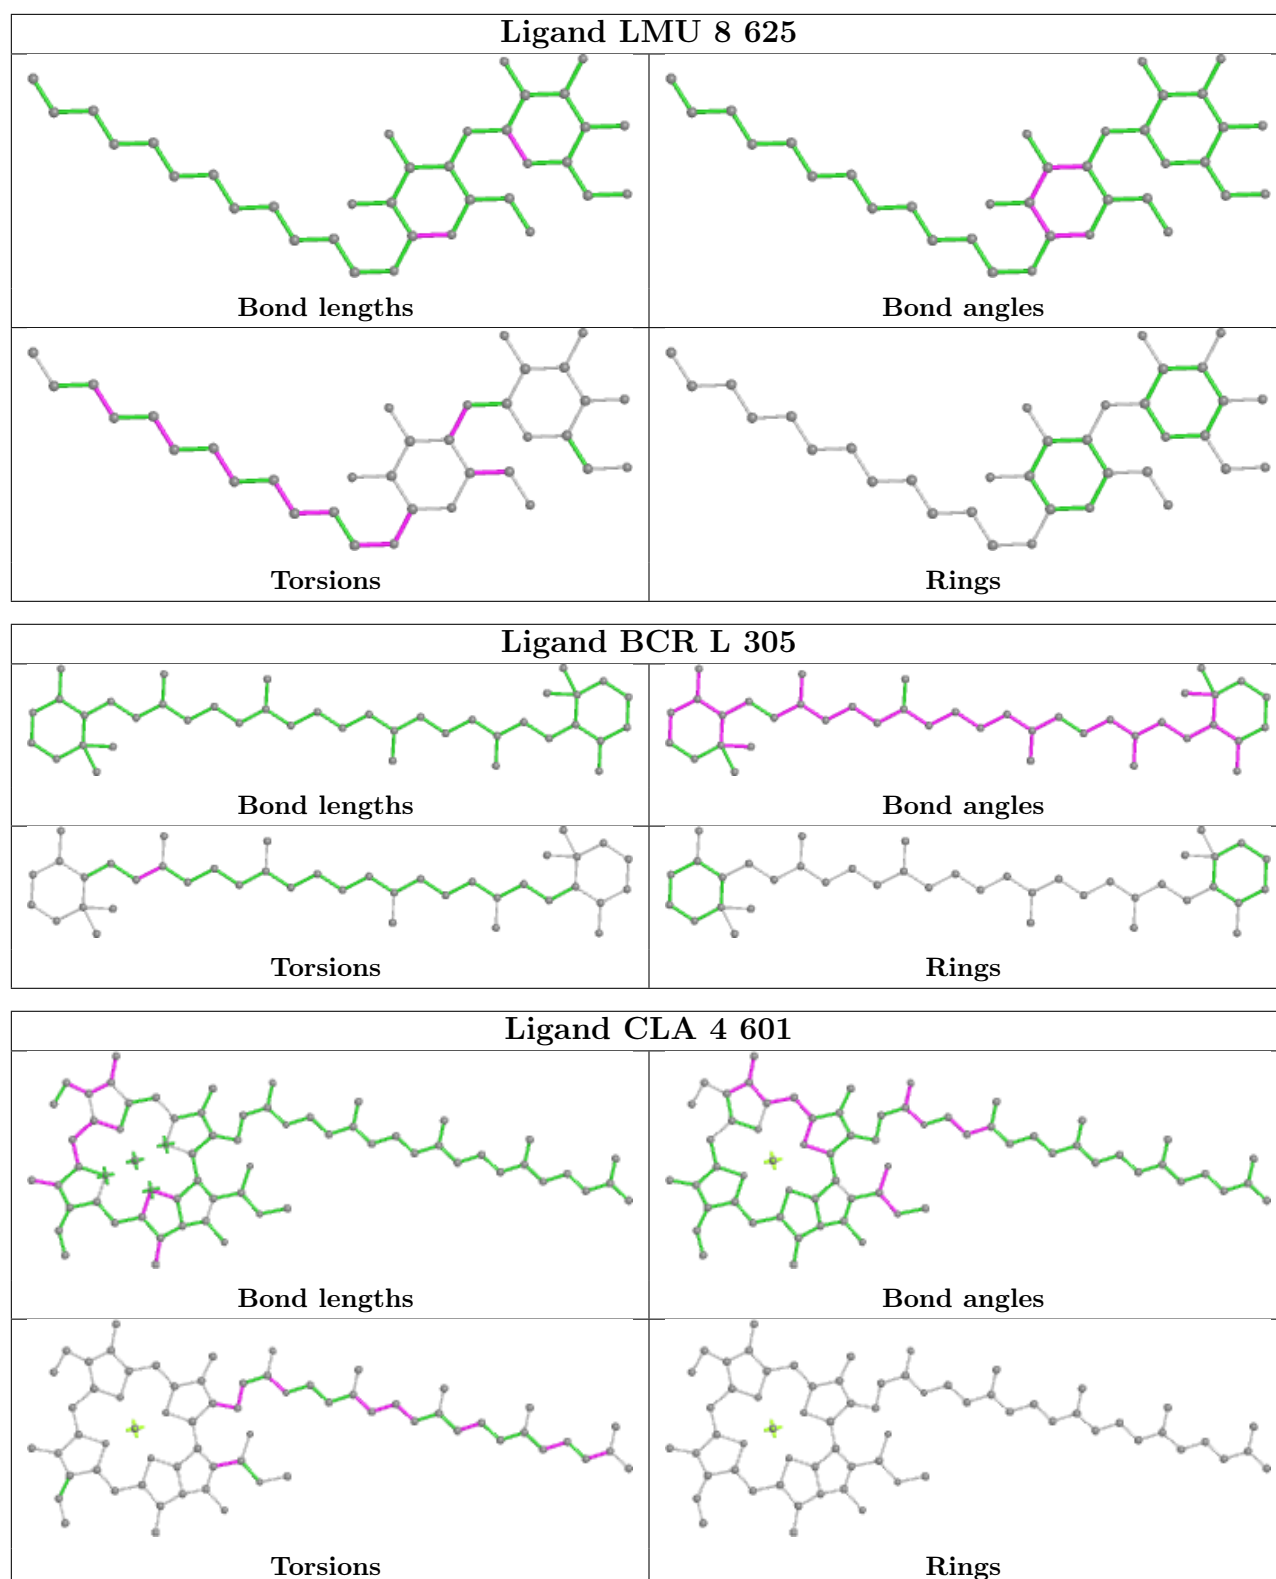 Ligand LMU 8 625
Bond lengths
Bond angles
Torsions
Rings
Ligand BCR L 305
Bond lengths
Bond angles
Torsions
Rings
Ligand CLA 4 601
Bond lengths
Bond angles
Torsions
Rings